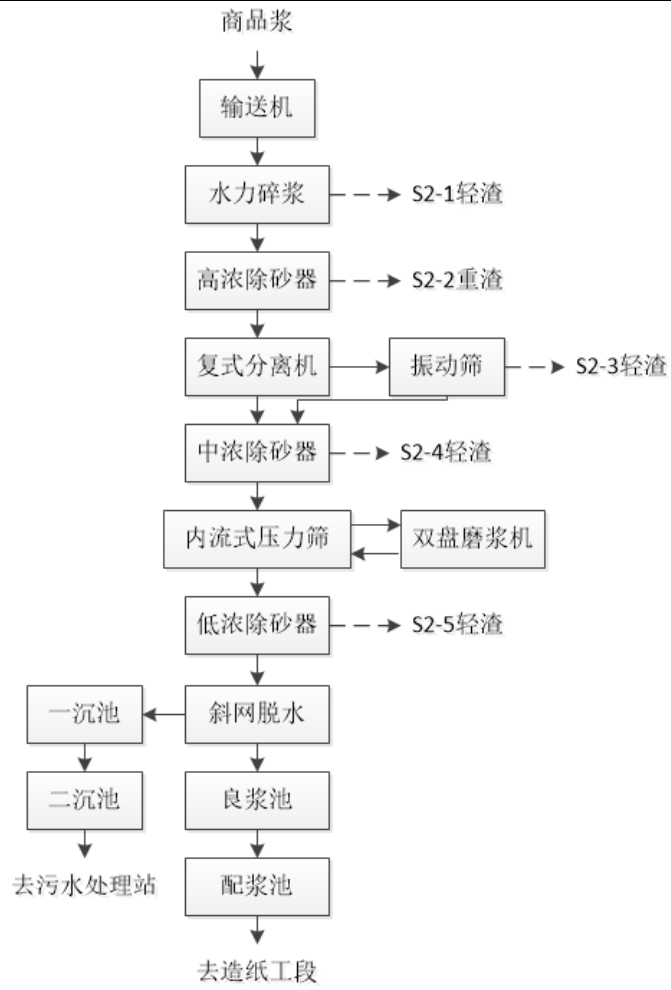 商品浆
输送机
水力碎浆
S2-1轻渣
高浓除砂器
S2-2重渣
复式分离机
振动筛
S2-3轻渣
中浓除砂器
S2-4轻渣
内流式压力筛
双盘磨浆机
低浓除砂器
S2-5轻渣
一沉池
斜网脱水
二沉池
良浆池
去污水处理站
配浆池
去造纸工段